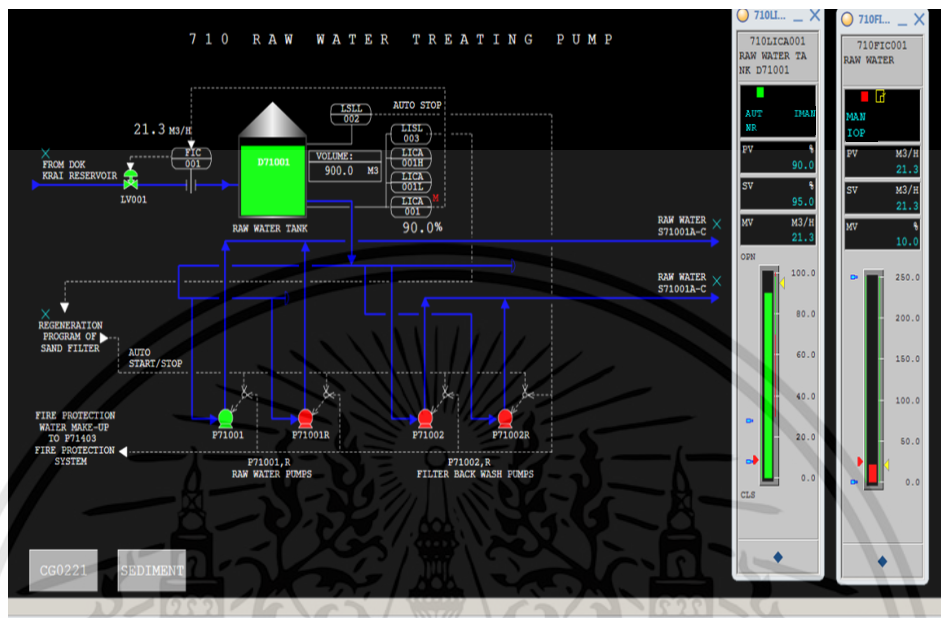 710 RAW WATER TREATING PUMP
21.3 M3/H
FIC
001
FROM DOK
KRAI RESERVOIR
LV001
D71001
RAW WATER TANK
LSLL
002
AUTO STOP
VOLUME:
900.0 M3
LISL
003
LICA
001H
LICA
001L
LICA
001
M
90.0%
RAW WATER
S71001A-C
RAW WATER
S71001A-C
REGENERATION
PROGRAM OF
SAND FILTER
AUTO
START/STOP
FIRE PROTECTION
WATER MAKE-UP
TO P71403
FIRE PROTECTION
SYSTEM
P71001
P71001R
P71002
P71002R
P71001,R
RAW WATER PUMPS
P71002,R
FILTER BACK WASH PUMPS
CG0221
SEDIMENT
710LI...
710LICA001
RAW WATER TA
NK D71001
AUT IMAN
NR
PV %
90.0
SV %
95.0
MV M3/H
21.3
OPN
100.0
80.0
60.0
40.0
20.0
0.0
CLS
710FI...
710FIC001
RAW WATER
MAN
IOP
PV M3/H
21.3
SV M3/H
21.3
MV %
10.0
250.0
200.0
150.0
100.0
50.0
0.0